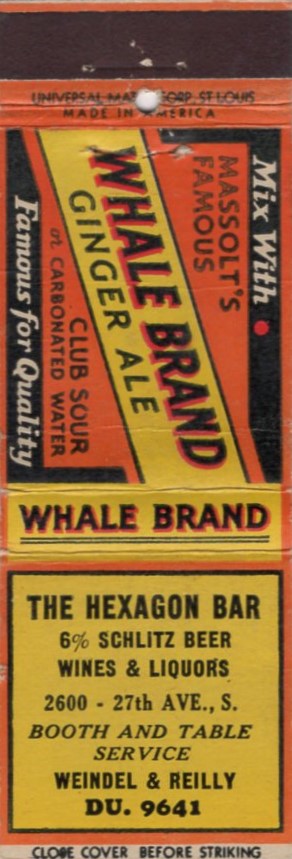 UNIVERSAL MATCH CORP. ST. LOUIS
MADE IN AMERICA
Mix With
MASSOLT'S
FAMOUS
WHALE BRAND
GINGER ALE
CLUB SOUR
or CARBONATED WATER
Famous for Quality
WHALE BRAND
THE HEXAGON BAR
6% SCHLITZ BEER
WINES & LIQUORS
2600 - 27th AVE., S.
BOOTH AND TABLE
SERVICE
WEINDEL & REILLY
DU. 9641
CLOSE COVER BEFORE STRIKING